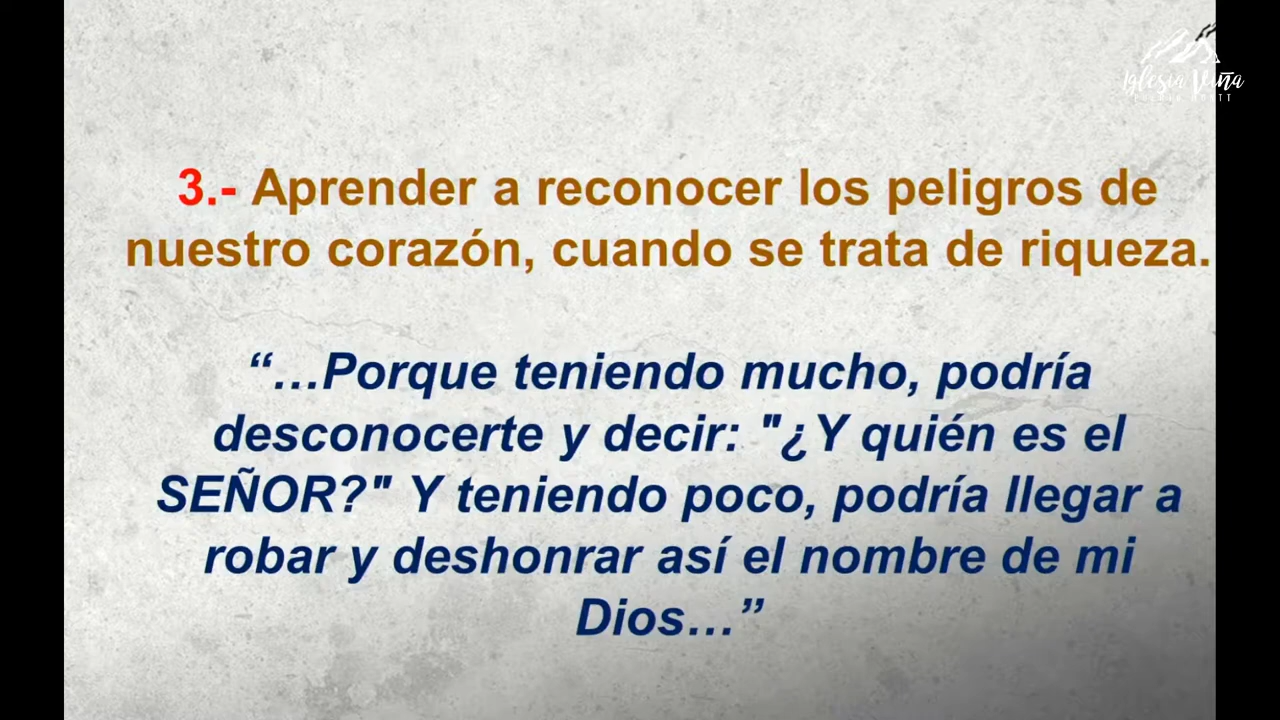 Iglesia Viña
3.- Aprender a reconocer los peligros de
nuestro corazón, cuando se trata de riqueza.
“…Porque teniendo mucho, podría
desconocerte y decir: "¿Y quién es el
SEÑOR?" Y teniendo poco, podría llegar a
robar y deshonrar así el nombre de mi
Dios…”